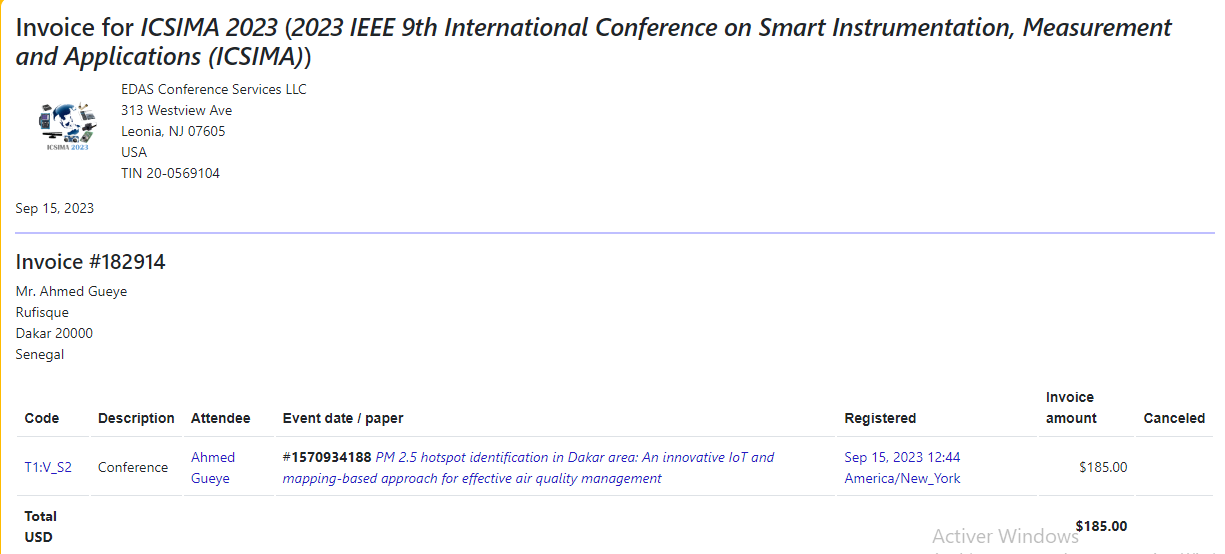 Invoice for ICSIMA 2023 (2023 IEEE 9th International Conference on Smart Instrumentation, Measurement
and Applications (ICSIMA))
ICSIMA 2023
EDAS Conference Services LLC
313 Westview Ave
Leonia, NJ 07605
USA
TIN 20-0569104
Sep 15, 2023
Invoice #182914
Mr. Ahmed Gueye
Rufisque
Dakar 20000
Senegal
Code Description Attendee Event date / paper Registered Invoice amount Canceled
T1:V_S2 Conference Ahmed Gueye #1570934188 PM 2.5 hotspot identification in Dakar area: An innovative IoT and mapping-based approach for effective air quality management Sep 15, 2023 12:44 America/New_York $185.00
Total USD $185.00
Activer Windows